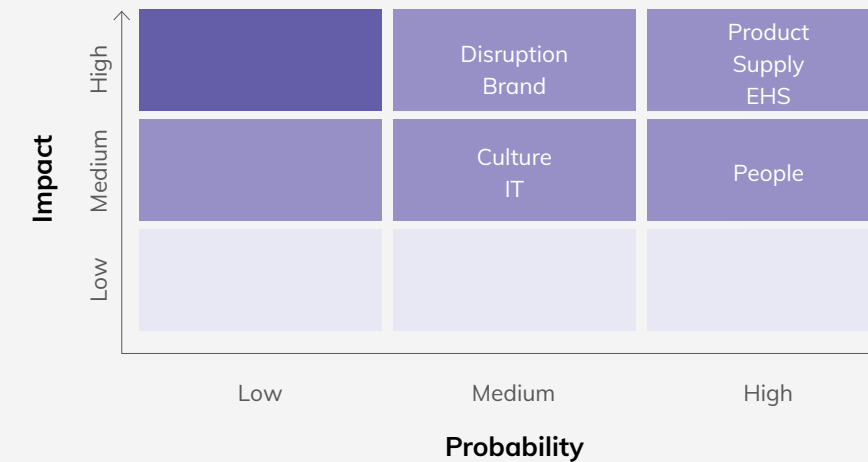 Impact
High
Medium
Low
Disruption
Brand
Product
Supply
EHS
Culture
IT
People
Low
Medium
High
Probability